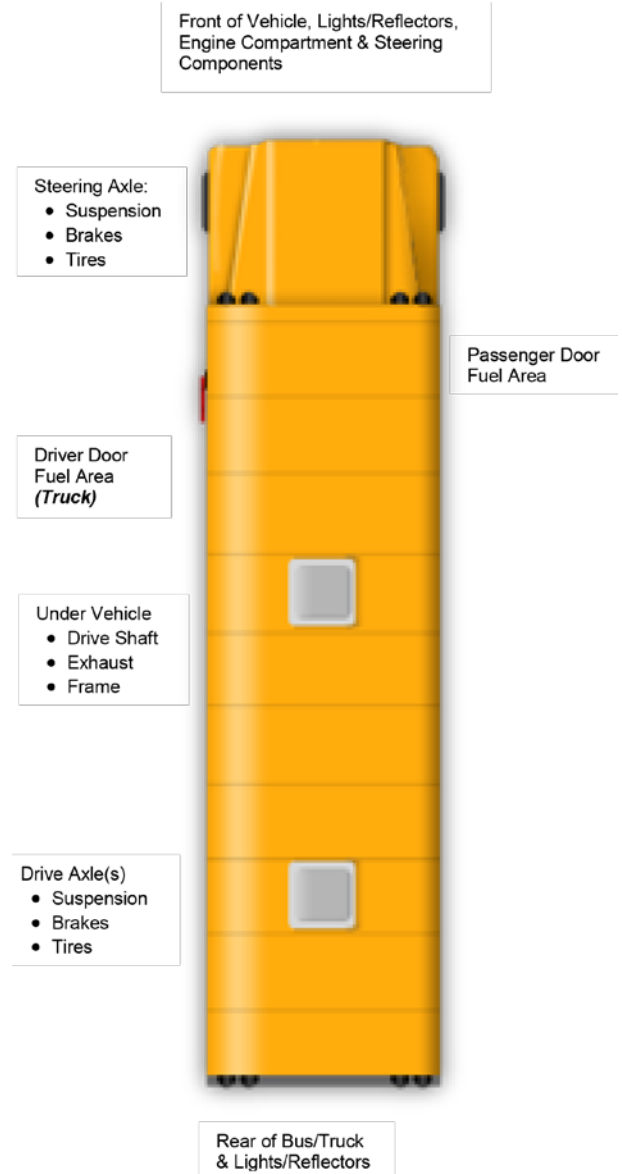 Front of Vehicle, Lights/Reflectors,
Engine Compartment & Steering
Components
Steering Axle:
• Suspension
• Brakes
• Tires
Passenger Door
Fuel Area
Driver Door
Fuel Area
(Truck)
Under Vehicle
• Drive Shaft
• Exhaust
• Frame
Drive Axle(s)
• Suspension
• Brakes
• Tires
Rear of Bus/Truck
& Lights/Reflectors